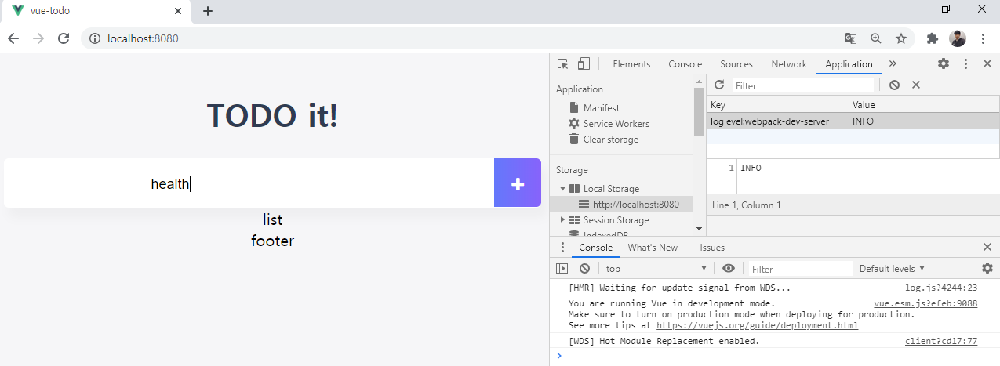 vue-todo
localhost:8080
TODO it!
health
list
footer
Elements Console Sources Network Application
Application
Manifest
Service Workers
Clear storage
Storage
Local Storage
http://localhost:8080
Session Storage
IndexedDB
Filter
Key Value
loglevel:webpack-dev-server INFO
1 INFO
Line 1, Column 1
Console What's New Issues
top Filter Default levels
[HMR] Waiting for update signal from WDS... log.js?4244:23
You are running Vue in development mode. vue.esm.js?efeb:9088
Make sure to turn on production mode when deploying for production.
See more tips at https://vuejs.org/guide/deployment.html
[WDS] Hot Module Replacement enabled. client?cd17:77